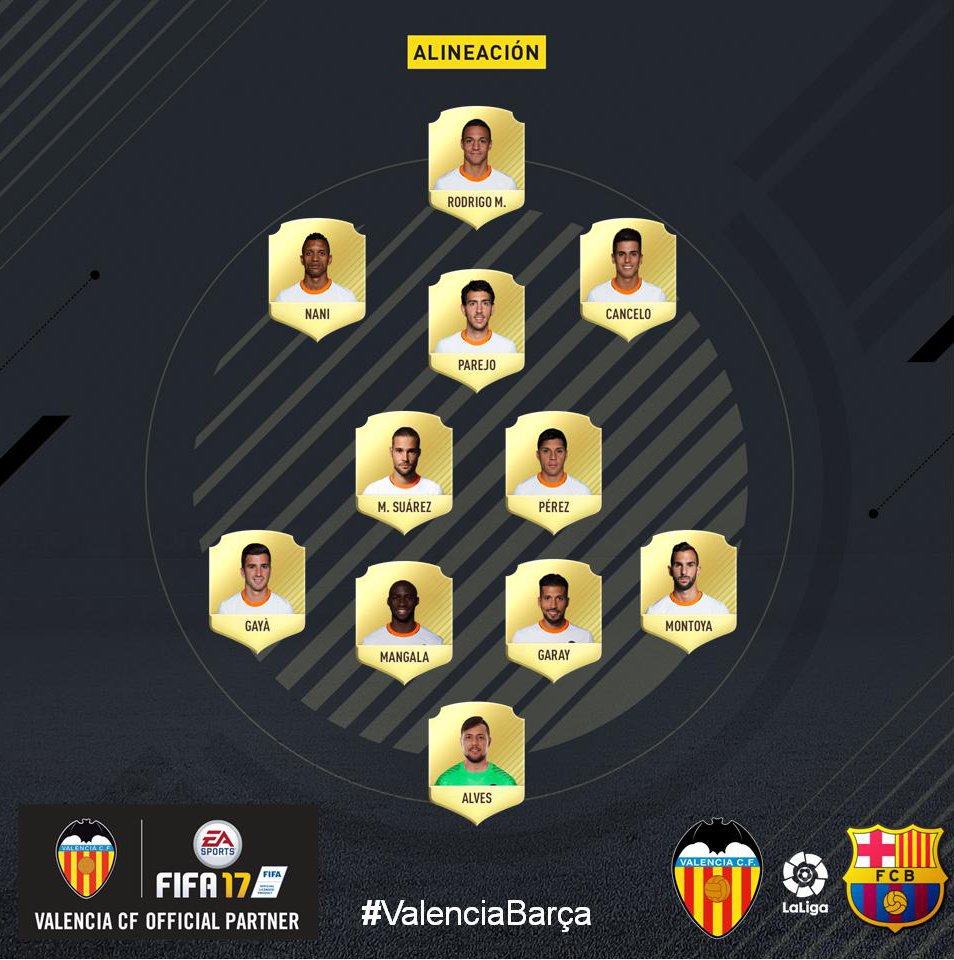 ALINEACIÓN
RODRIGO M.
NANI
CANCELO
PAREJO
M. SUÁREZ
PÉREZ
GAYÀ
MONTOYA
MANGALA
GARAY
ALVES
VALENCIA C.F.
EA
SPORTS
FIFA 17
FIFA
VALENCIA CF OFFICIAL PARTNER
#ValenciaBarça
VALENCIA C.F.
LaLiga
FCB